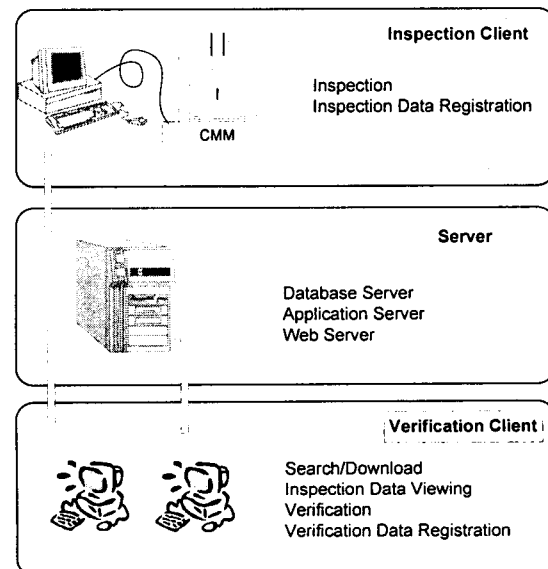 Inspection Client
Inspection
Inspection Data Registration
CMM
Server
Database Server
Application Server
Web Server
Verification Client
Search/Download
Inspection Data Viewing
Verification
Verification Data Registration